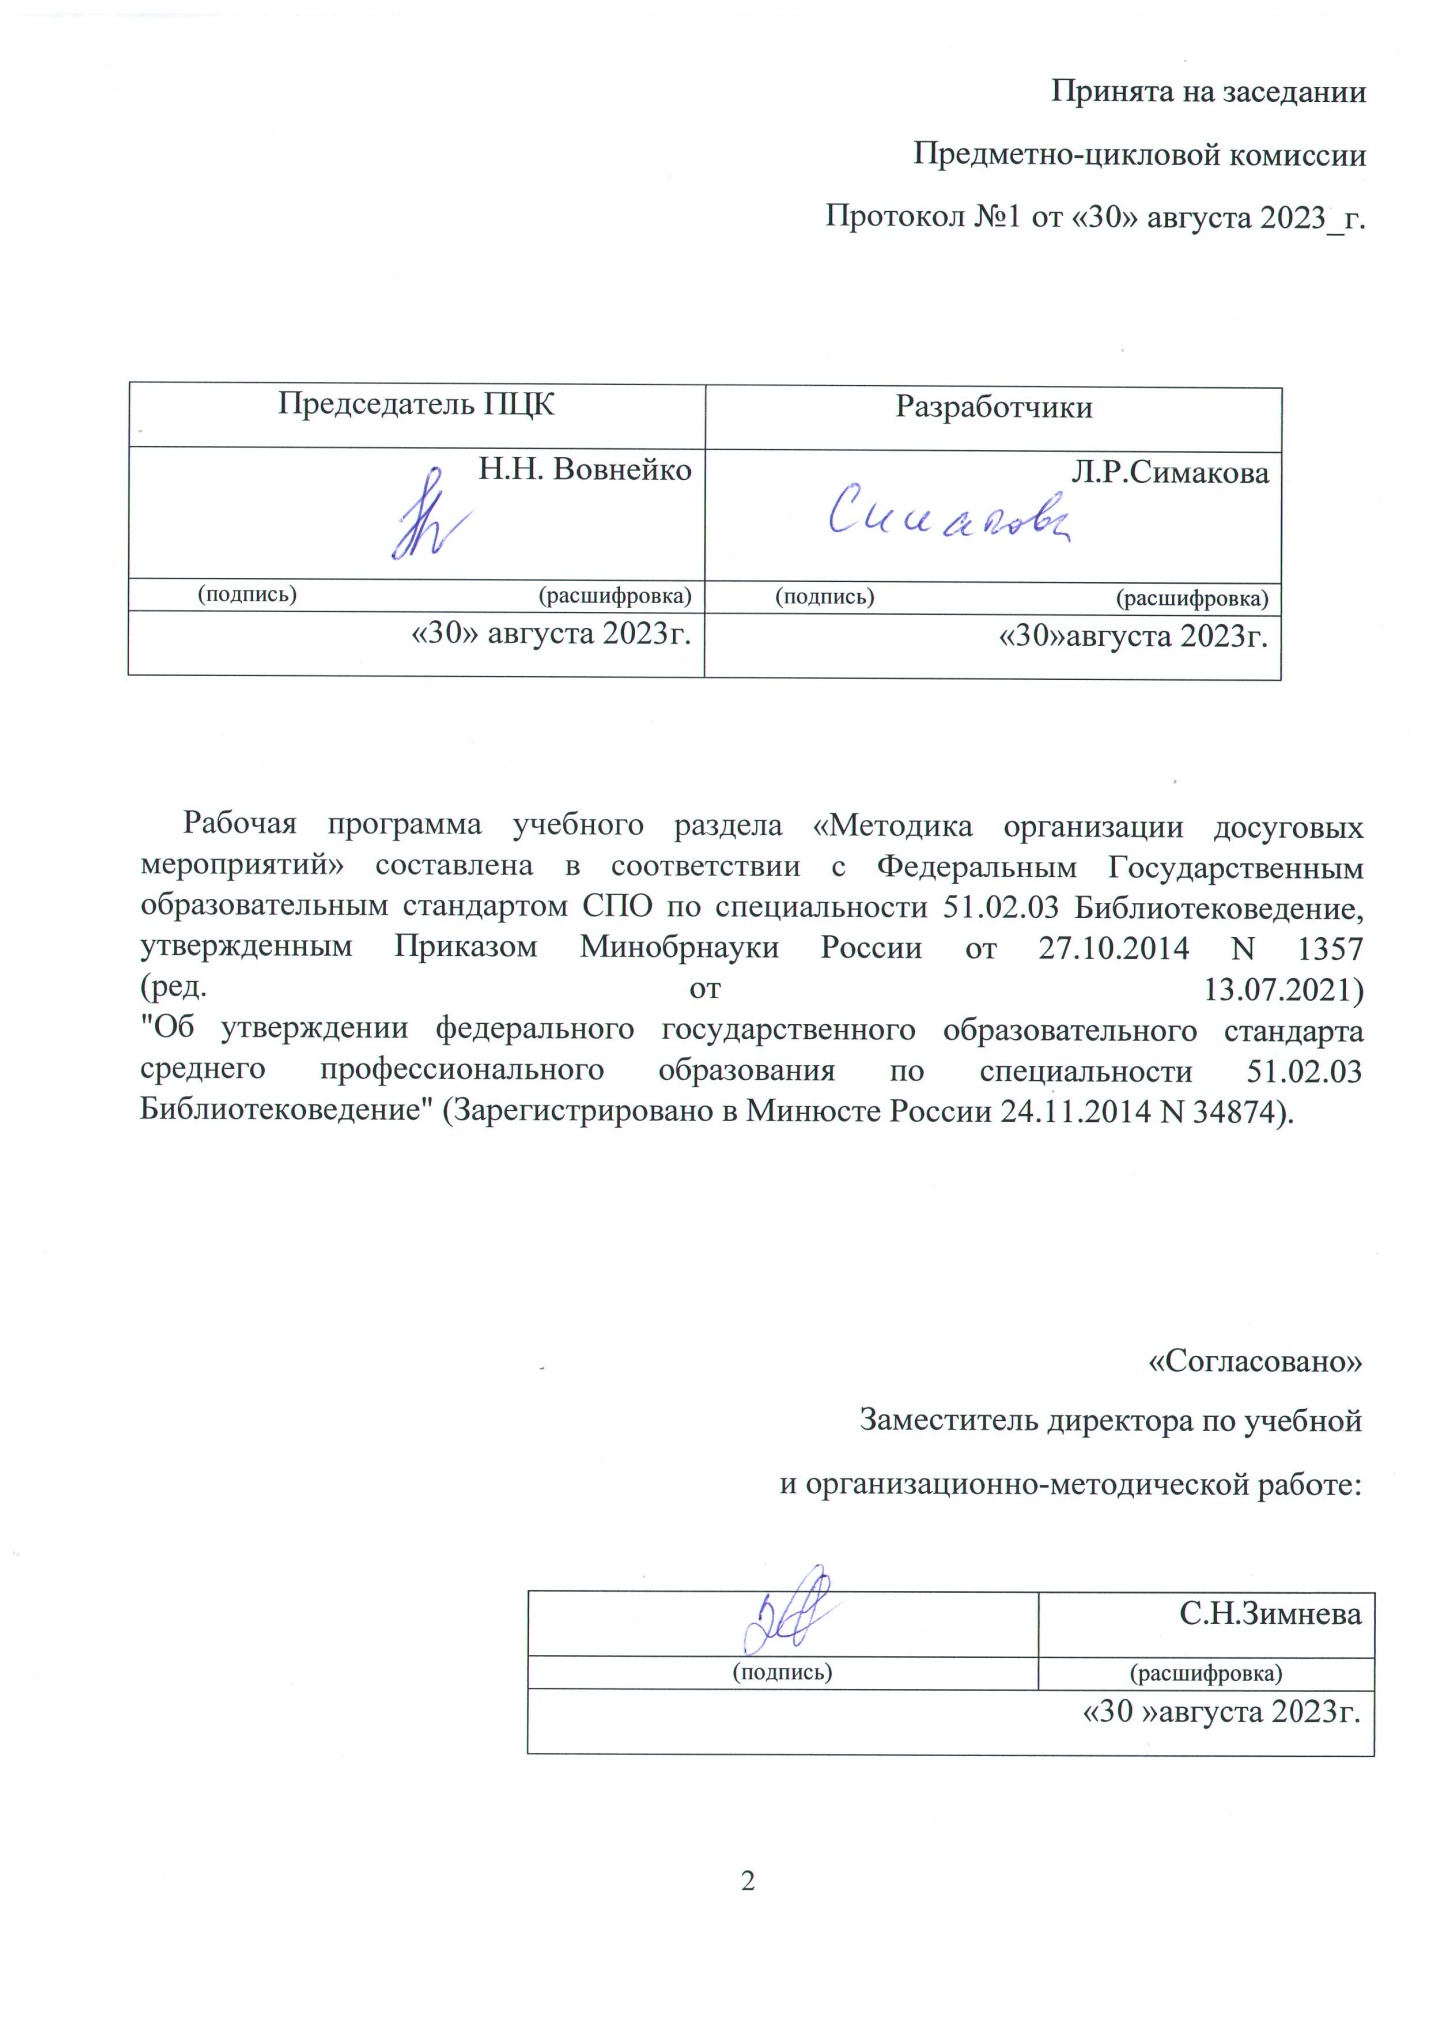 Принята на заседании
Предметно-цикловой комиссии
Протокол №1 от «30» августа 2023_г.
Председатель ПЦК Разработчики
Н.Н. Вовнейко Л.Р.Симакова
Симакова
(подпись) (расшифровка) (подпись) (расшифровка)
«30» августа 2023г. «30»августа 2023г.
Рабочая программа учебного раздела «Методика организации досуговых
мероприятий» составлена в соответствии с Федеральным Государственным
образовательным стандартом СПО по специальности 51.02.03 Библиотековедение,
утвержденным Приказом Минобрнауки России от 27.10.2014 N 1357
(ред. от 13.07.2021)
"Об утверждении федерального государственного образовательного стандарта
среднего профессионального образования по специальности 51.02.03
Библиотековедение" (Зарегистрировано в Минюсте России 24.11.2014 N 34874).
«Согласовано»
Заместитель директора по учебной
и организационно-методической работе:
С.Н.Зимнева
(подпись) (расшифровка)
«30 »августа 2023г.
2